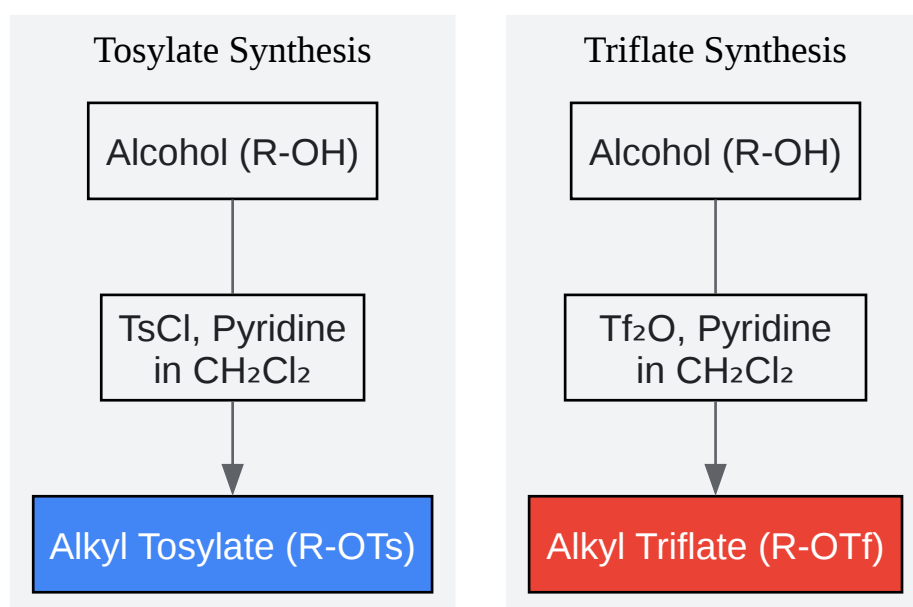 Tosylate Synthesis
Alcohol (R-OH)
TsCl, Pyridine
in CH₂Cl₂
Alkyl Tosylate (R-OTs)
Triflate Synthesis
Alcohol (R-OH)
Tf₂O, Pyridine
in CH₂Cl₂
Alkyl Triflate (R-OTf)